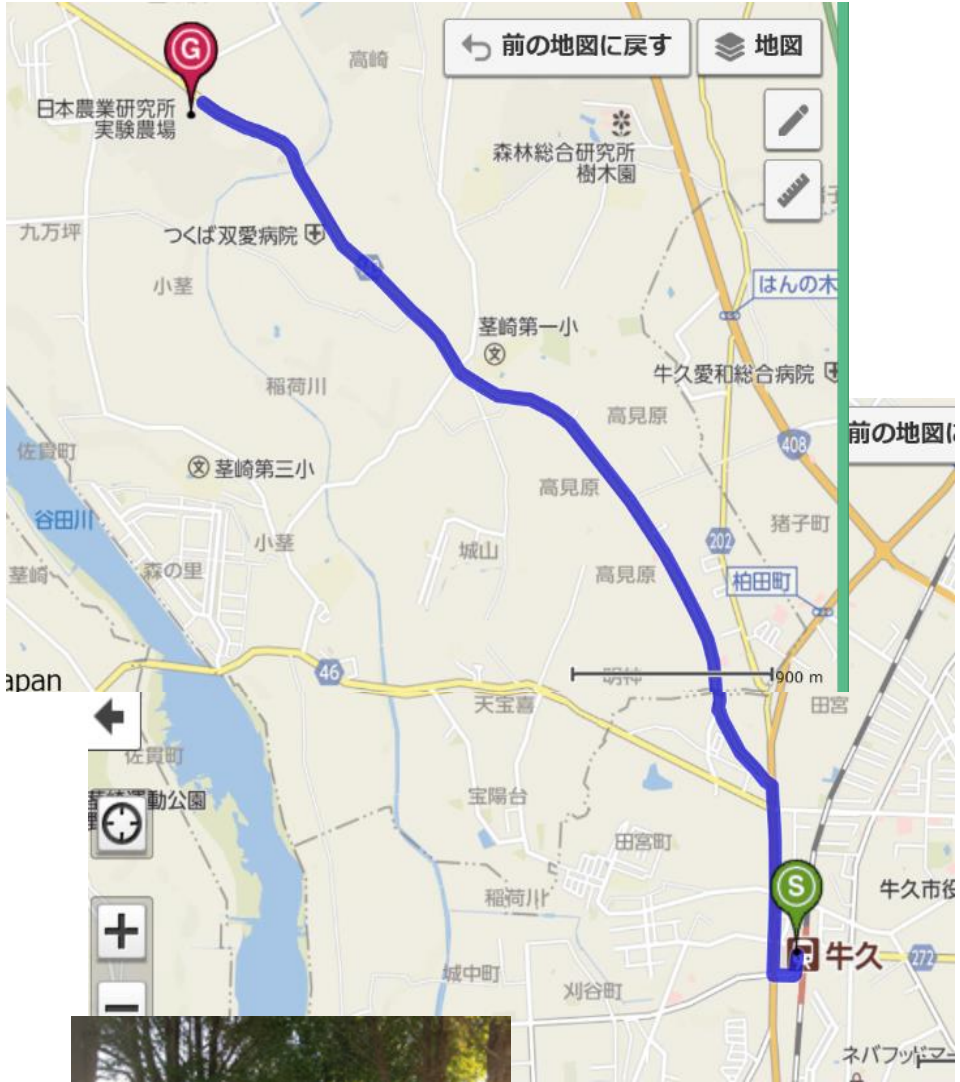 G
前の地図に戻す
地図
高崎
日本農業研究所
実験農場
森林総合研究所
樹木園
九万坪
つくば双愛病院
小茎
はんの木
茎崎第一小
文
牛久愛和総合病院
稲荷川
高見原
408
前の地図に
佐貫町
文
茎崎第三小
高見原
谷田川
猪子町
小茎
城山
202
茎崎
森の里
高見原
柏田町
46
明神
900 m
apan
天宝喜
田宮
佐貫町
動公園
宝陽台
田宮町
S
牛久市役
稲荷川
牛久
272
城中町
刈谷町